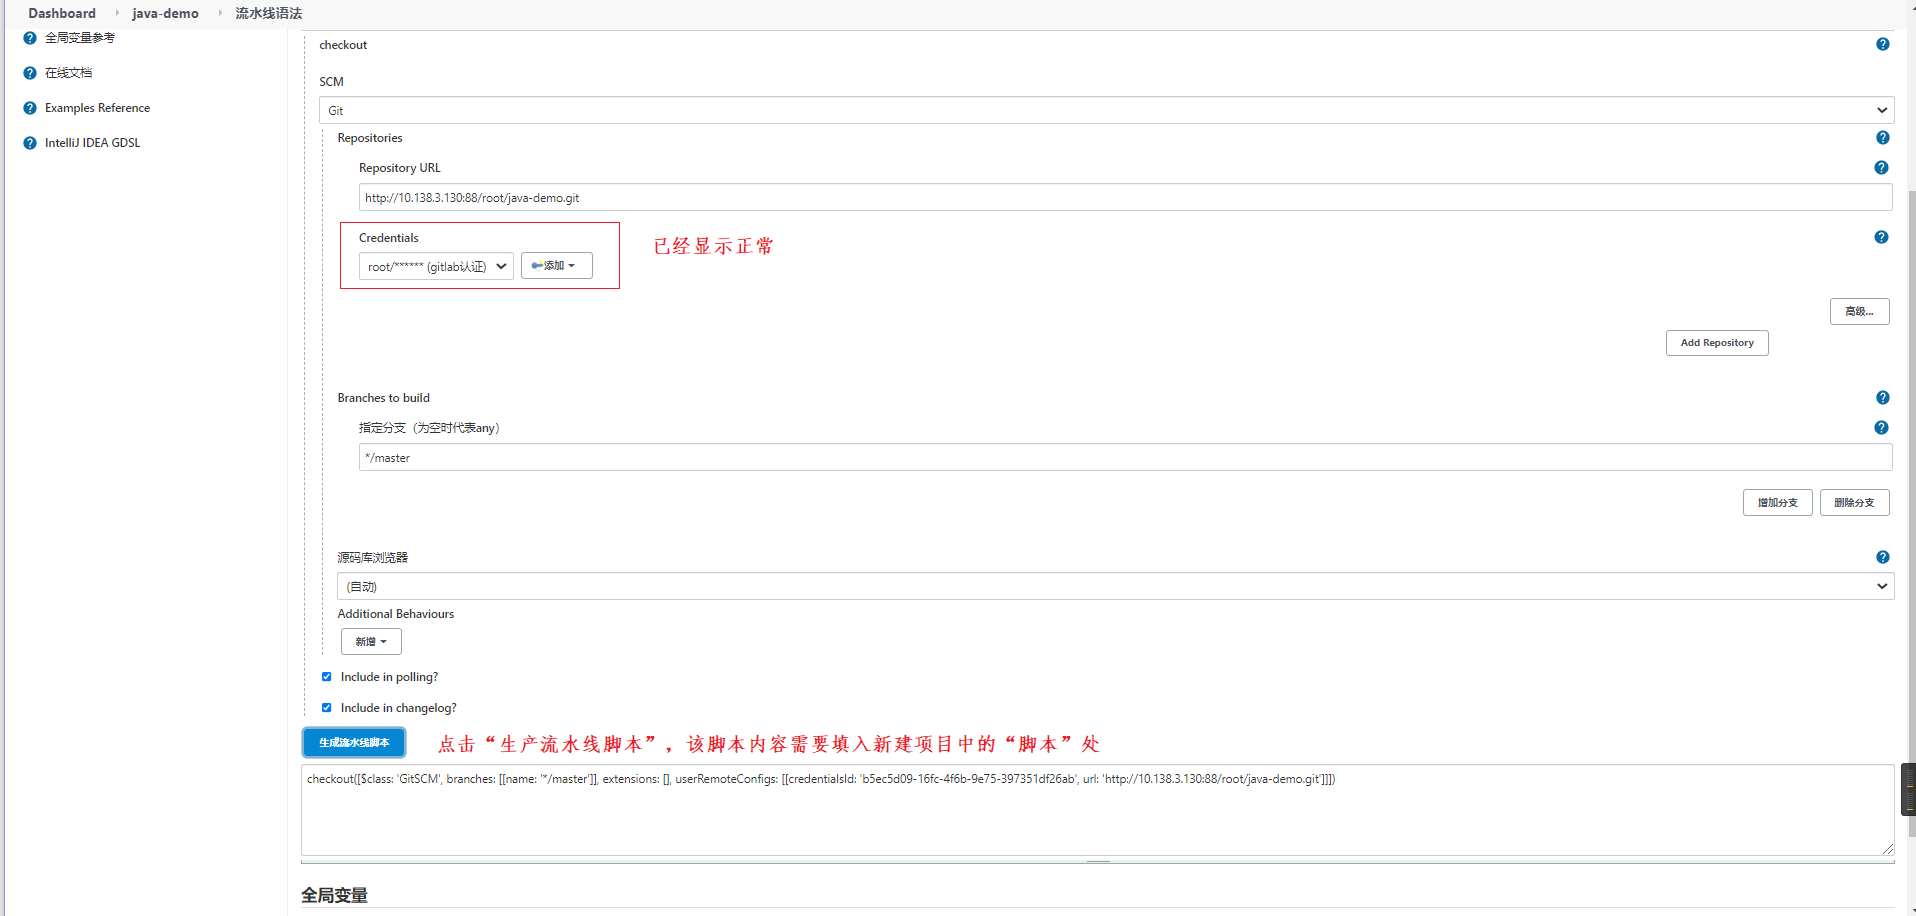 Dashboard java-demo 流水线语法
全局变量参考
在线文档
Examples Reference
IntelliJ IDEA GDSL
checkout
SCM
Git
Repositories
Repository URL
http://10.138.3.130:88/root/java-demo.git
Credentials
root/****** (gitlab认证) 添加
已经显示正常
高级...
Add Repository
Branches to build
指定分支（为空时代表any）
*/master
增加分支 删除分支
源码库浏览器
(自动)
Additional Behaviours
新增
Include in polling?
Include in changelog?
生成流水线脚本
点击“生产流水线脚本”，该脚本内容需要填入新建项目中的“脚本”处
checkout([$class: 'GitSCM', branches: [[name: '*/master']], extensions: [], userRemoteConfigs: [[credentialsId: 'b5ec5d09-16fc-4f6b-9e75-397351df26ab', url: 'http://10.138.3.130:88/root/java-demo.git']]])
全局变量